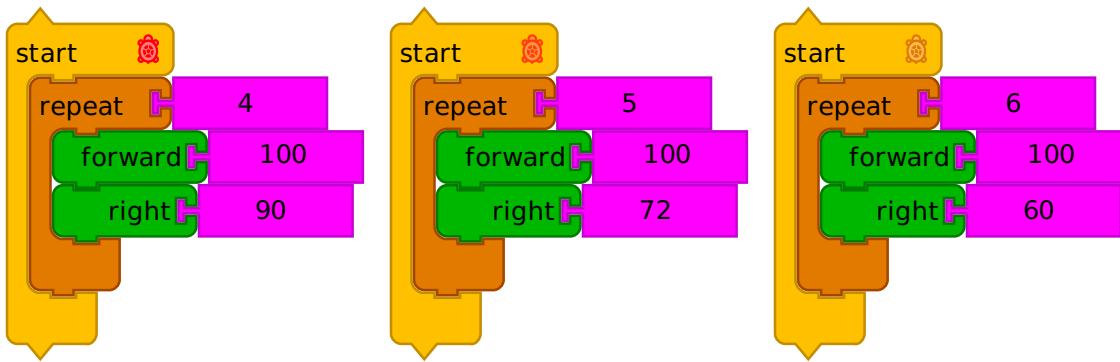 start start start
repeat 4 repeat 5 repeat 6
forward 100 forward 100 forward 100
right 90 right 72 right 60